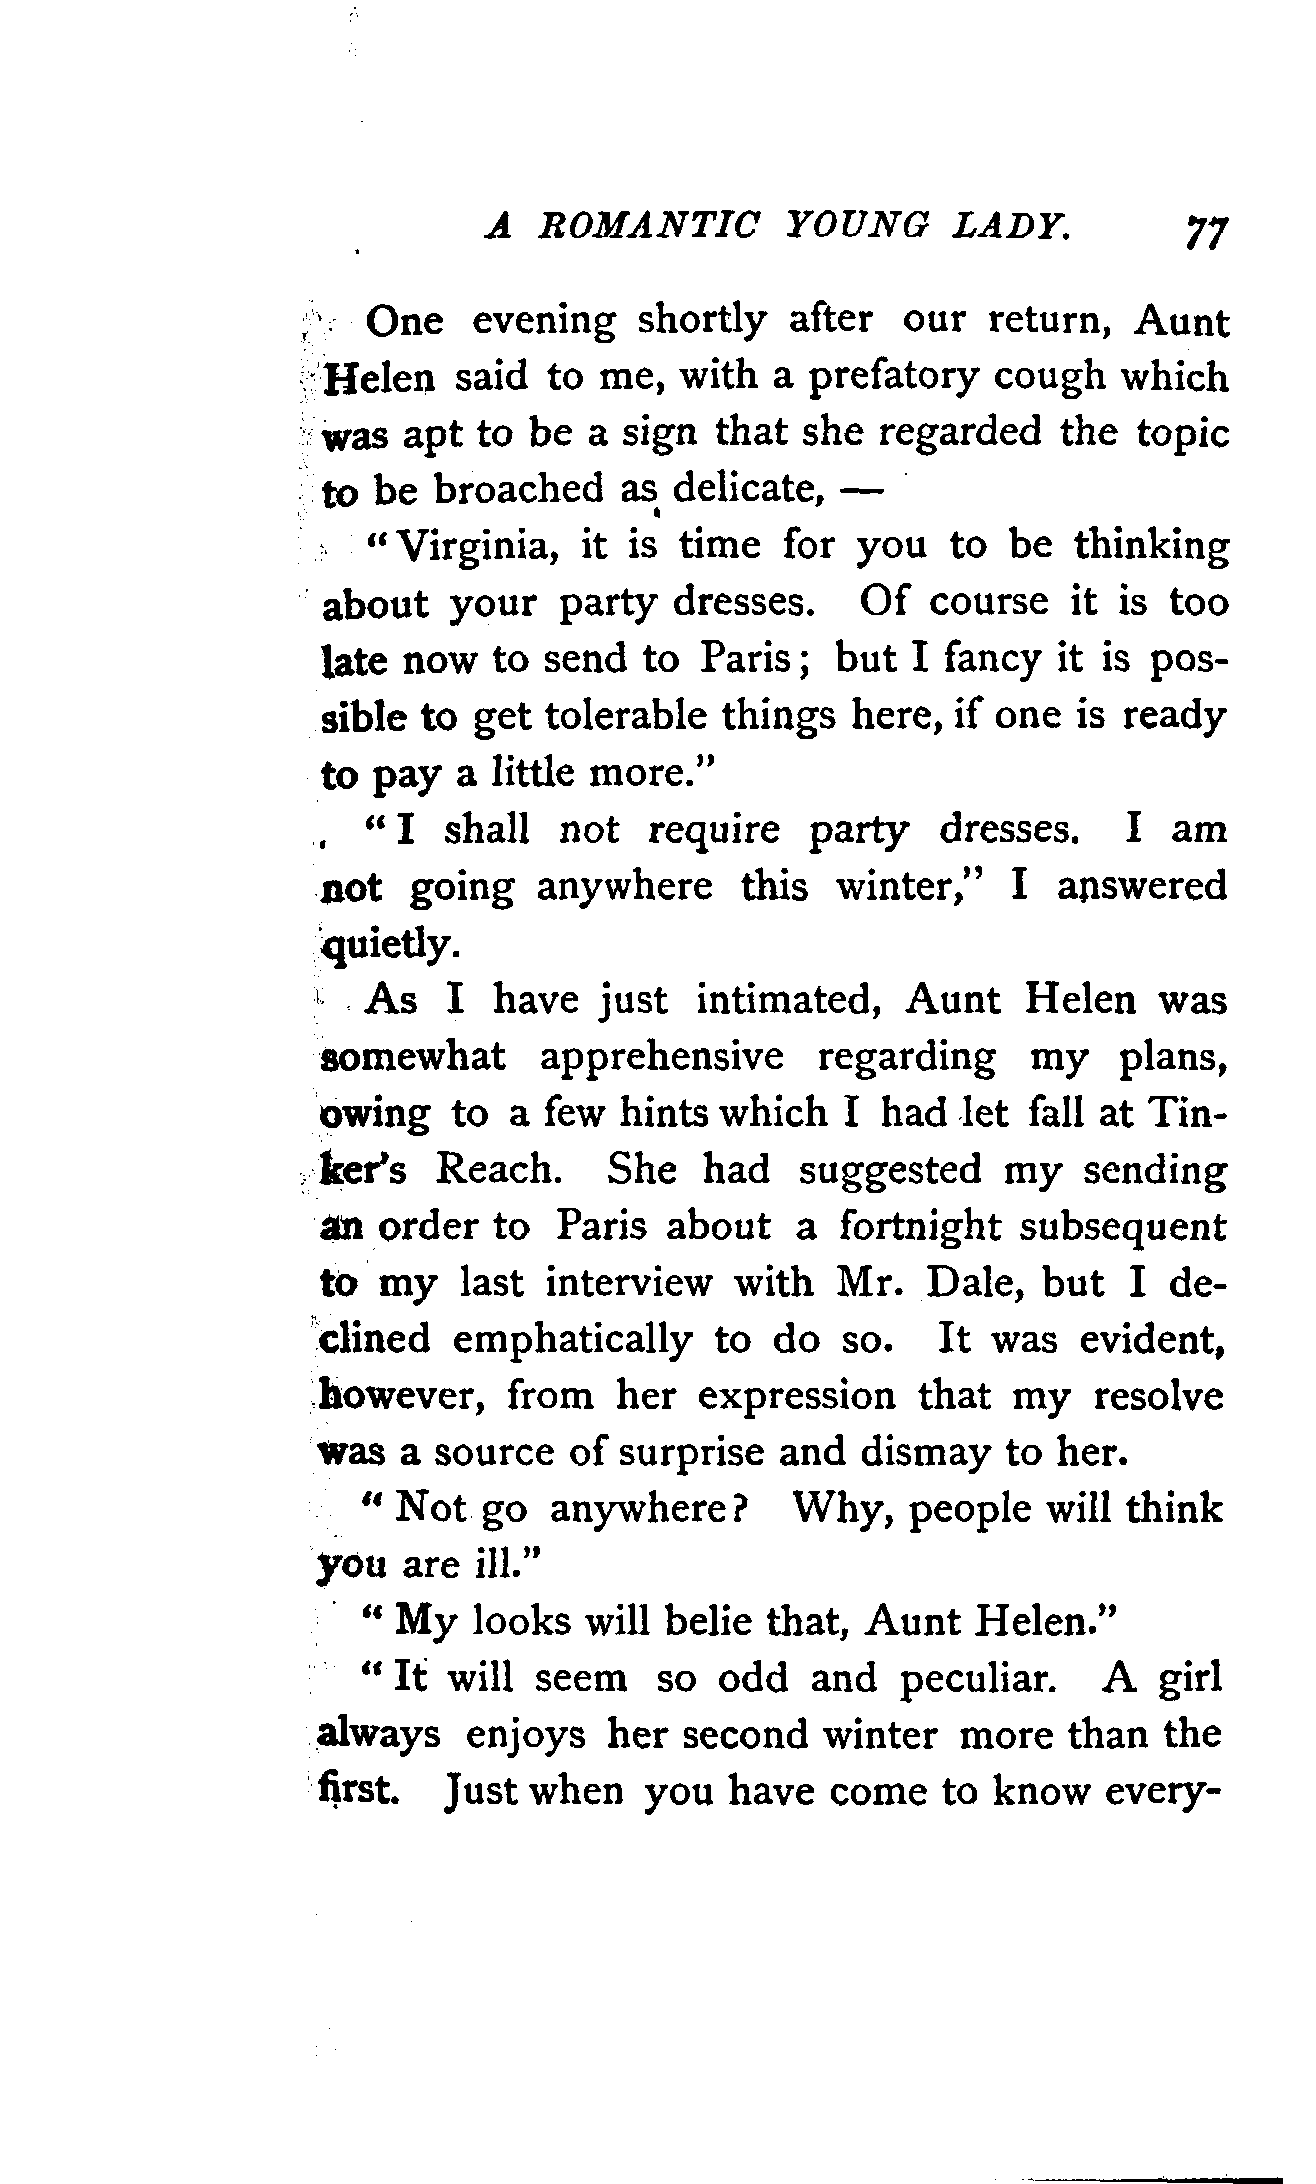 A ROMANTIC YOUNG LADY. 77
One evening shortly after our return, Aunt
Helen said to me, with a prefatory cough which
was apt to be a sign that she regarded the topic
to be broached as delicate, —
“Virginia, it is time for you to be thinking
about your party dresses. Of course it is too
late now to send to Paris; but I fancy it is pos-
sible to get tolerable things here, if one is ready
to pay a little more.”
“I shall not require party dresses. I am
not going anywhere this winter,” I answered
quietly.
As I have just intimated, Aunt Helen was
somewhat apprehensive regarding my plans,
owing to a few hints which I had let fall at Tin-
ker’s Reach. She had suggested my sending
an order to Paris about a fortnight subsequent
to my last interview with Mr. Dale, but I de-
clined emphatically to do so. It was evident,
however, from her expression that my resolve
was a source of surprise and dismay to her.
“Not go anywhere? Why, people will think
you are ill.”
“My looks will belie that, Aunt Helen.”
“It will seem so odd and peculiar. A girl
always enjoys her second winter more than the
first. Just when you have come to know every-